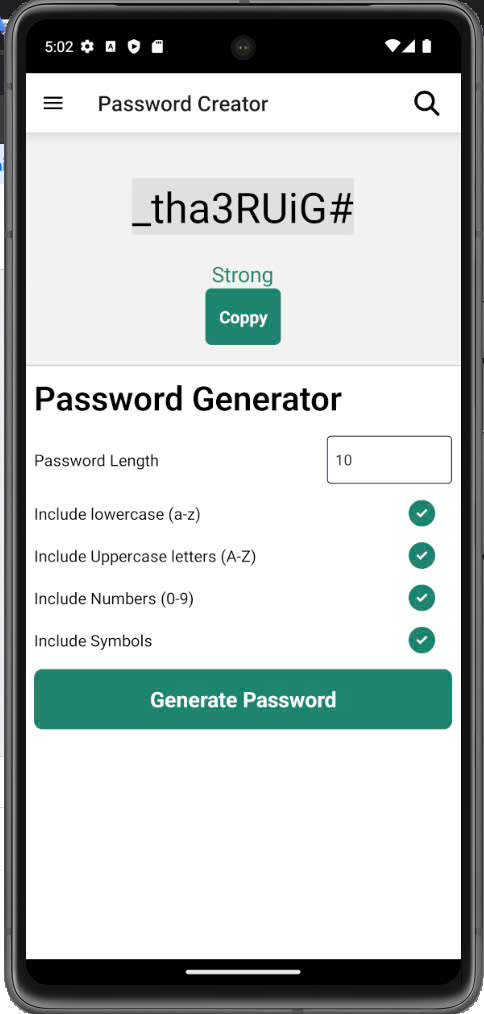 5:02
Password Creator
_tha3RUiG#
Strong
Coppy
Password Generator
Password Length
10
Include lowercase (a-z)
Include Uppercase letters (A-Z)
Include Numbers (0-9)
Include Symbols
Generate Password